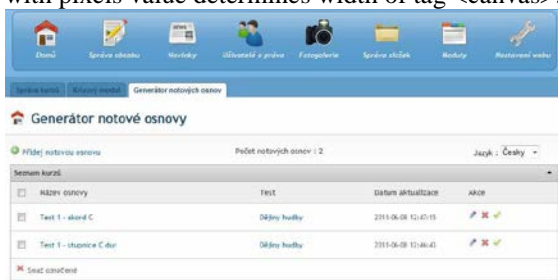 with pixels value determines width of tag <canvas>.
Domů Správa obsahu Novinky Uživatelé a práva Fotogalerie Správa složek Moduly Nastavení webu
Správa kurzů Krizový modul Generátor notových osnov
Generátor notové osnovy
Přidej notovou osnovu Počet notových osnov : 2 Jazyk : Česky
Seznam kurzů
Název osnovy Test Datum aktualizace Akce
Test 1 - akord C Dějiny hudby 2011-06-08 12:47:15
Test 1 - stupnice C dur Dějiny hudby 2011-06-08 12:46:43
Smaž označené